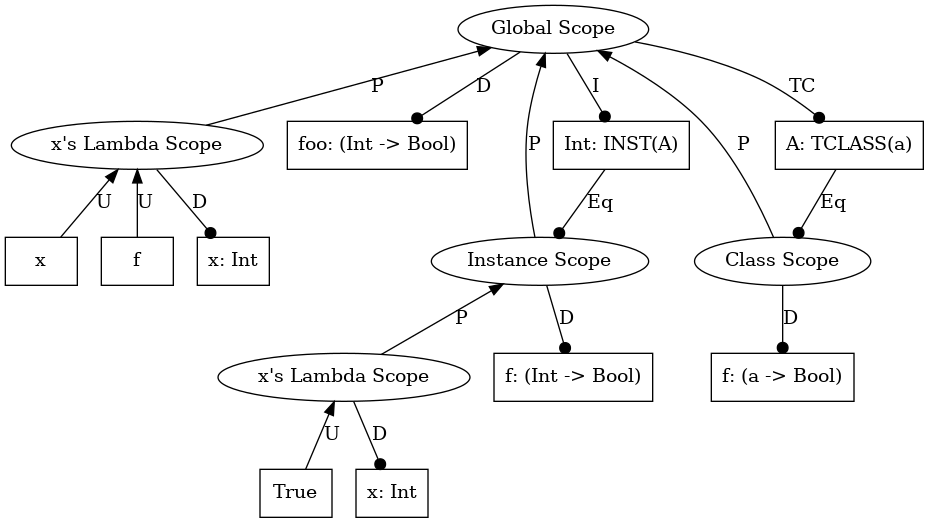 Global Scope
P
D
I
TC
x's Lambda Scope
foo: (Int -> Bool)
P
Int: INST(A)
P
A: TCLASS(a)
U
U
D
Eq
Eq
x
f
x: Int
Instance Scope
Class Scope
P
D
D
x's Lambda Scope
f: (Int -> Bool)
f: (a -> Bool)
U
D
True
x: Int